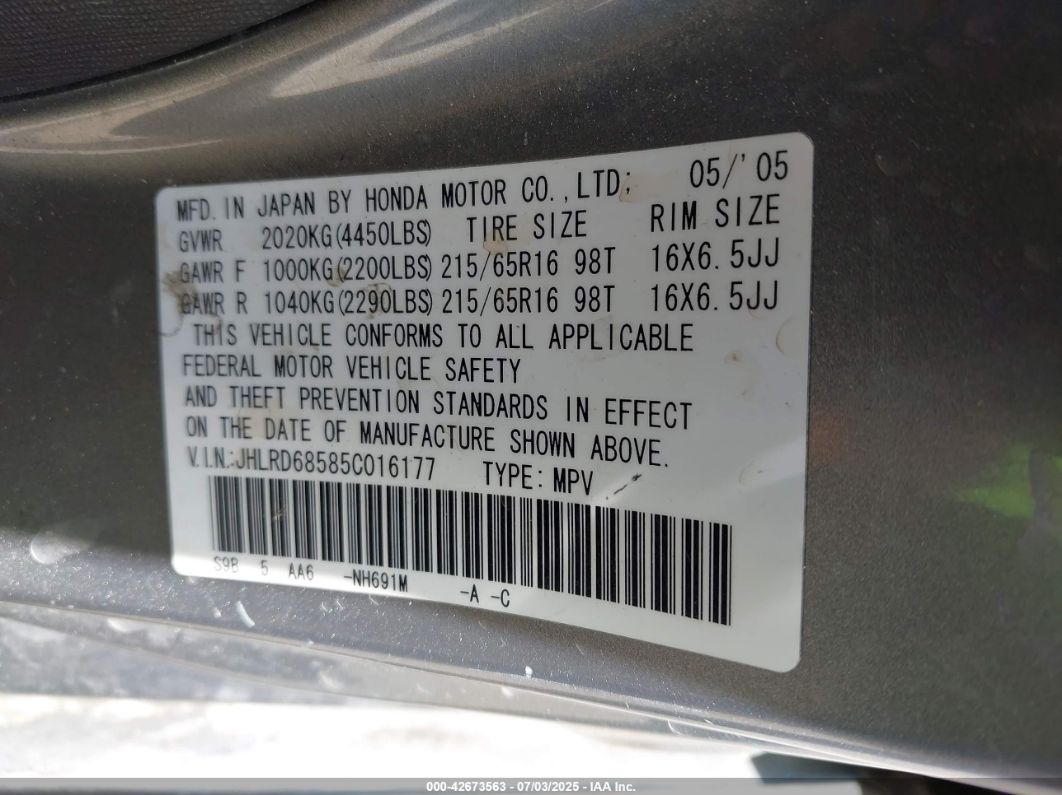 MFD. IN JAPAN BY HONDA MOTOR CO., LTD. 05/'05
GVWR 2020KG(4450LBS) TIRE SIZE RIM SIZE
GAWR F 1000KG(2200LBS) 215/65R16 98T 16X6.5JJ
GAWR R 1040KG(2290LBS) 215/65R16 98T 16X6.5JJ
THIS VEHICLE CONFORMS TO ALL APPLICABLE
FEDERAL MOTOR VEHICLE SAFETY
AND THEFT PREVENTION STANDARDS IN EFFECT
ON THE DATE OF MANUFACTURE SHOWN ABOVE.
V.I.N.:JHLRD68585C016177 TYPE: MPV
S9B 5 AA6 -NH691M -A -C
000-42673563 - 07/03/2025 - IAA Inc.